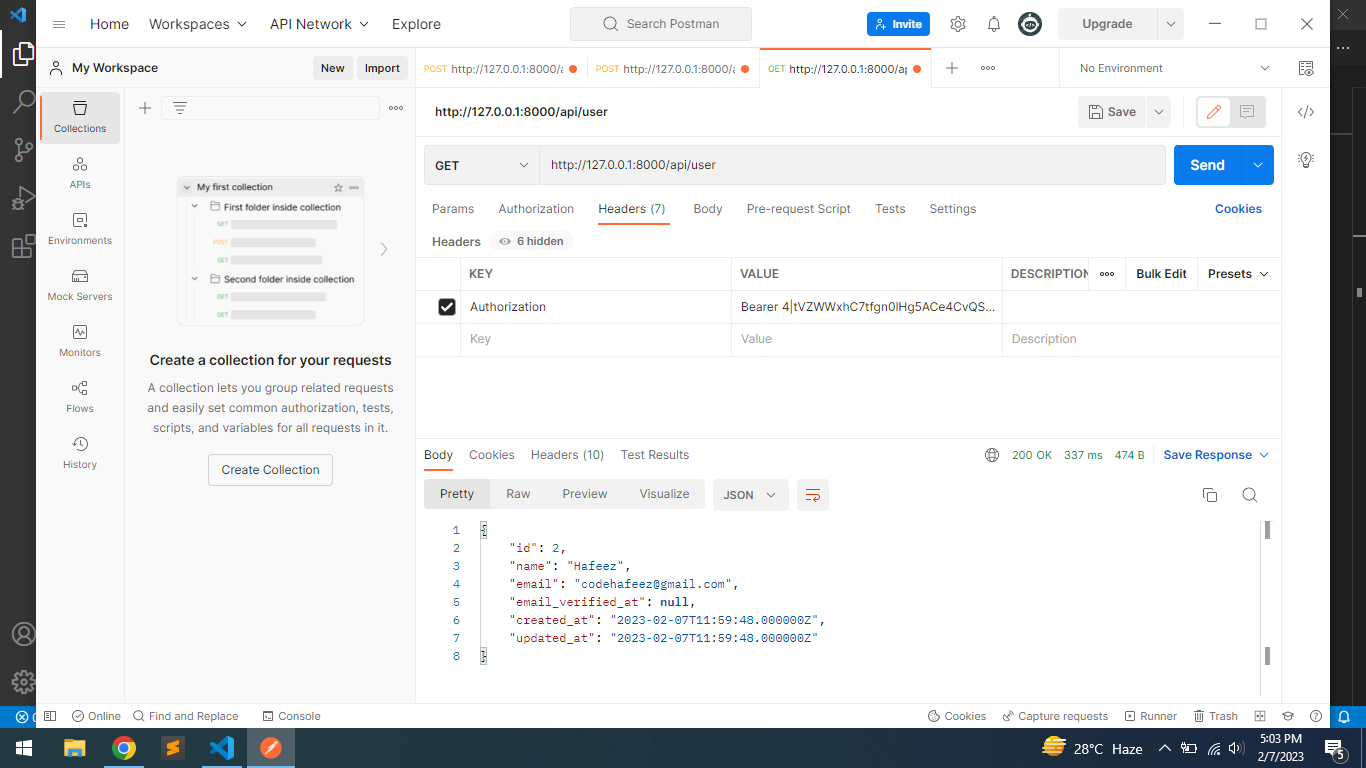 Home Workspaces API Network Explore Search Postman Invite Upgrade
My Workspace New Import
POST http://127.0.0.1:8000/a POST http://127.0.0.1:8000/a GET http://127.0.0.1:8000/ap No Environment
http://127.0.0.1:8000/api/user Save
Collections
APIs
Environments
Mock Servers
Monitors
Flows
History
My first collection
First folder inside collection
GET
POST
GET
Second folder inside collection
GET
GET
Create a collection for your requests
A collection lets you group related requests
and easily set common authorization, tests,
scripts, and variables for all requests in it.
Create Collection
GET http://127.0.0.1:8000/api/user Send
Params Authorization Headers (7) Body Pre-request Script Tests Settings Cookies
Headers 6 hidden
KEY VALUE DESCRIPTION Bulk Edit Presets
Authorization Bearer 4|tVZWWxhC7tfgn0lHg5ACe4CvQS...
Key Value Description
Body Cookies Headers (10) Test Results 200 OK 337 ms 474 B Save Response
Pretty Raw Preview Visualize JSON
1 {
2 "id": 2,
3 "name": "Hafeez",
4 "email": "codehafeez@gmail.com",
5 "email_verified_at": null,
6 "created_at": "2023-02-07T11:59:48.000000Z",
7 "updated_at": "2023-02-07T11:59:48.000000Z"
8 }
Online Find and Replace Console Cookies Capture requests Runner Trash
28°C Haze 5:03 PM
2/7/2023
5